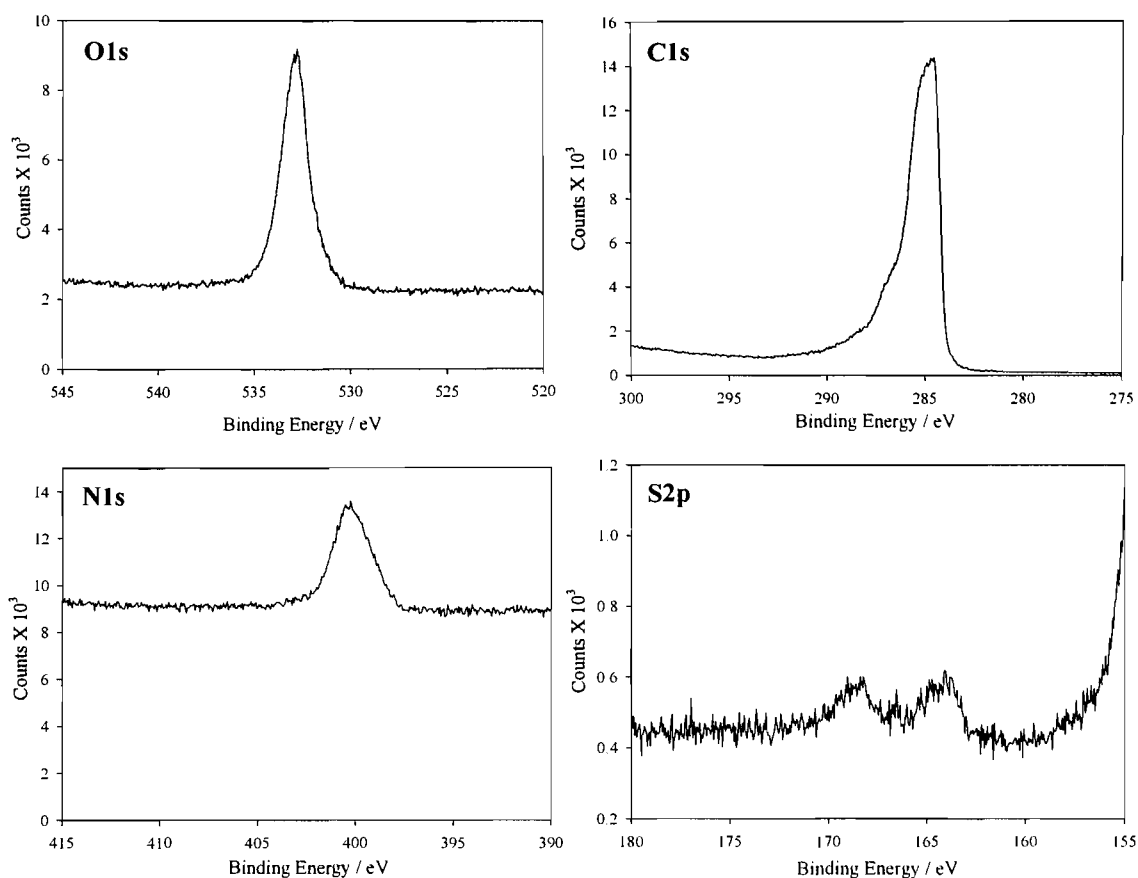 O1s
10
8
6
4
2
0
Counts X 10³
545 540 535 530 525 520
Binding Energy / eV
C1s
16
14
12
10
8
6
4
2
0
Counts X 10³
300 295 290 285 280 275
Binding Energy / eV
N1s
14
12
10
8
6
4
2
0
Counts X 10³
415 410 405 400 395 390
Binding Energy / eV
S2p
1.2
1.0
0.8
0.6
0.4
0.2
Counts X 10³
180 175 170 165 160 155
Binding Energy / eV